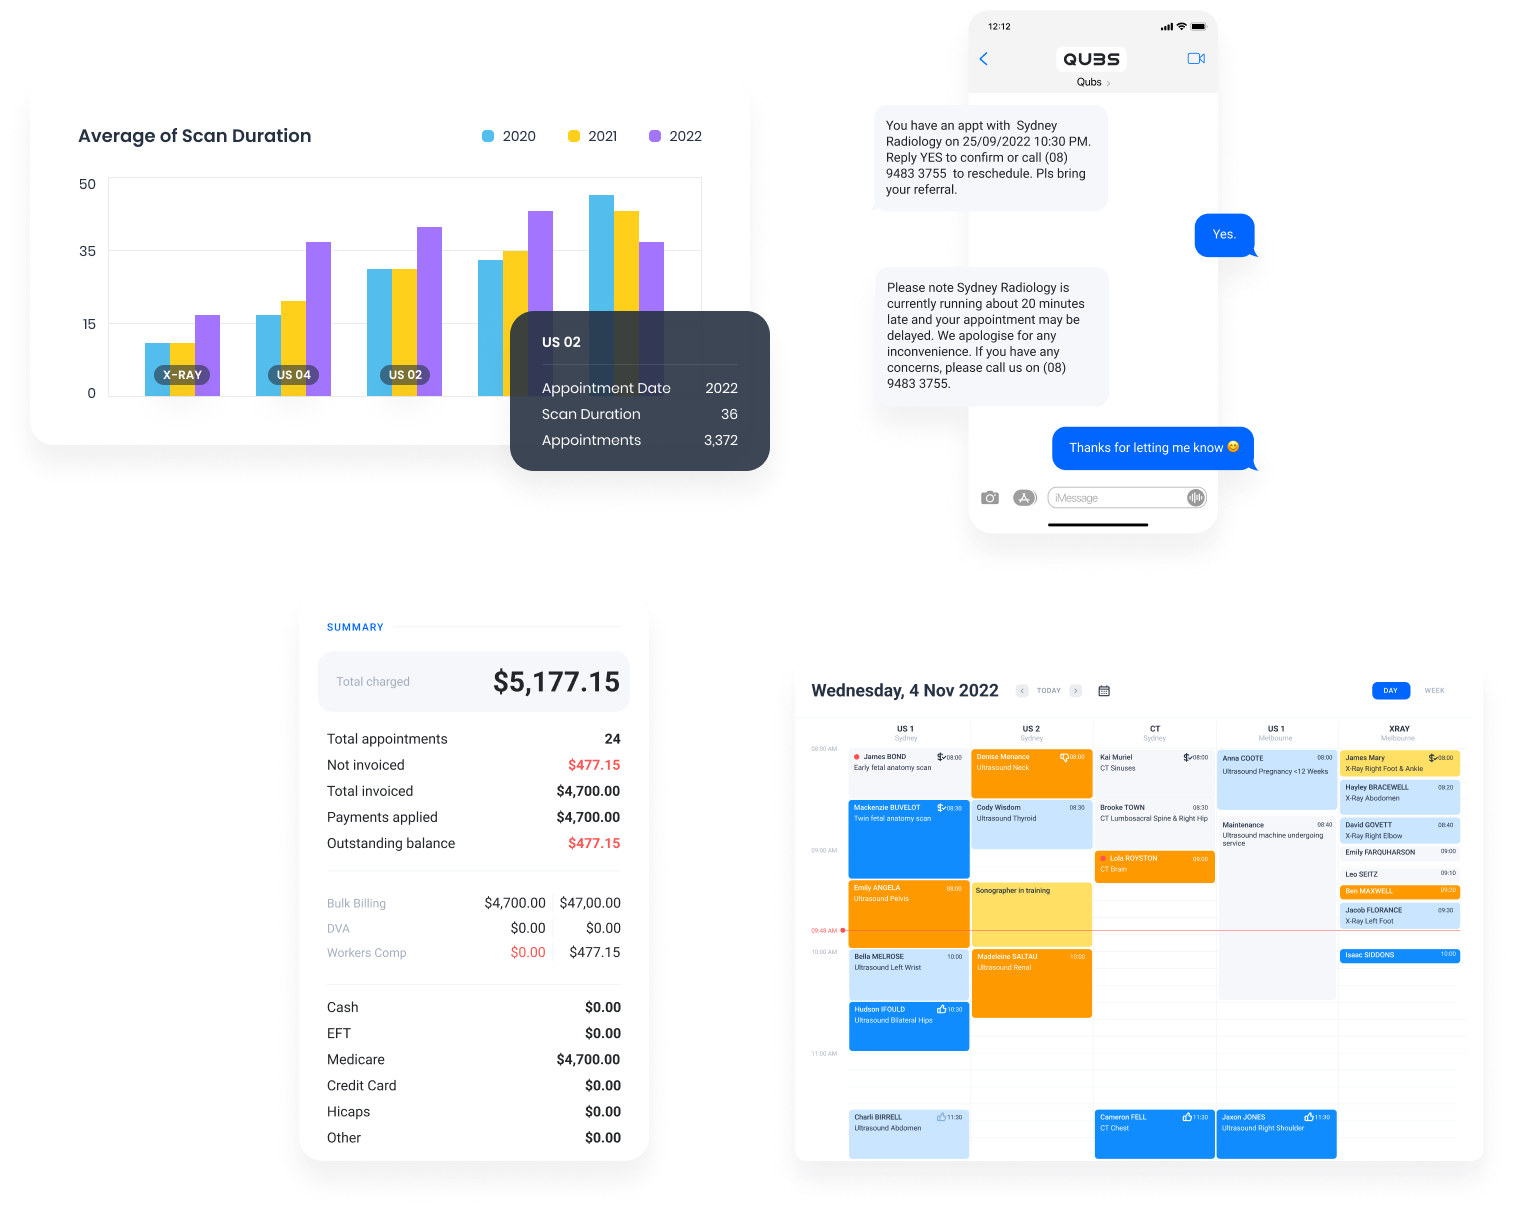 Average of Scan Duration
2020 2021 2022
50
35
15
0
X-RAY US 04 US 02
US 02
Appointment Date 2022
Scan Duration 36
Appointments 3,372
12:12
QUBS
Qubs
You have an appt with Sydney
Radiology on 25/09/2022 10:30 PM.
Reply YES to confirm or call (08)
9483 3755 to reschedule. Pls bring
your referral.
Yes.
Please note Sydney Radiology is
currently running about 20 minutes
late and your appointment may be
delayed. We apologise for any
inconvenience. If you have any
concerns, please call us on (08)
9483 3755.
Thanks for letting me know 😊
iMessage
SUMMARY
Total charged $5,177.15
Total appointments 24
Not invoiced $477.15
Total invoiced $4,700.00
Payments applied $4,700.00
Outstanding balance $477.15
Bulk Billing $4,700.00 $47,00.00
DVA $0.00 $0.00
Workers Comp $0.00 $477.15
Cash $0.00
EFT $0.00
Medicare $4,700.00
Credit Card $0.00
Hicaps $0.00
Other $0.00
Wednesday, 4 Nov 2022 TODAY DAY WEEK
US 1 US 2 CT US 1 XRAY
Sydney Sydney Sydney Melbourne Melbourne
08:00 AM
09:00 AM
09:48 AM
10:00 AM
11:00 AM
James BOND 08:00
Early fetal anatomy scan
Mackenzie BUVELOT 08:30
Twin fetal anatomy scan
Emily ANGELA 08:00
Ultrasound Pelvis
Bella MELROSE 10:00
Ultrasound Left Wrist
Hudson IFOULD 10:30
Ultrasound Bilateral Hips
Charli BIRRELL 11:30
Ultrasound Abdomen
Denise Menance 08:00
Ultrasound Neck
Cody Wisdom 08:30
Ultrasound Thyroid
Sonographer in training
Madeleine SALTAU 10:00
Ultrasound Renal
Kai Muriel 08:00
CT Sinuses
Brooke TOWN 08:30
CT Lumbosacral Spine & Right Hip
Lola ROYSTON 09:00
CT Brain
Cameron FELL 11:30
CT Chest
Anna COOTE 08:00
Ultrasound Pregnancy <12 Weeks
Maintenance 08:40
Ultrasound machine undergoing
service
Jaxon JONES 11:30
Ultrasound Right Shoulder
James Mary 08:00
X-Ray Right Foot & Ankle
Hayley BRACEWELL 08:20
X-Ray Abodomen
David GOVETT 08:40
X-Ray Right Elbow
Emily FARQUHARSON 09:00
Leo SEITZ 09:10
Ben MAXWELL 09:20
Jacob FLORANCE 09:30
X-Ray Left Foot
Isaac SIDDONS 10:00